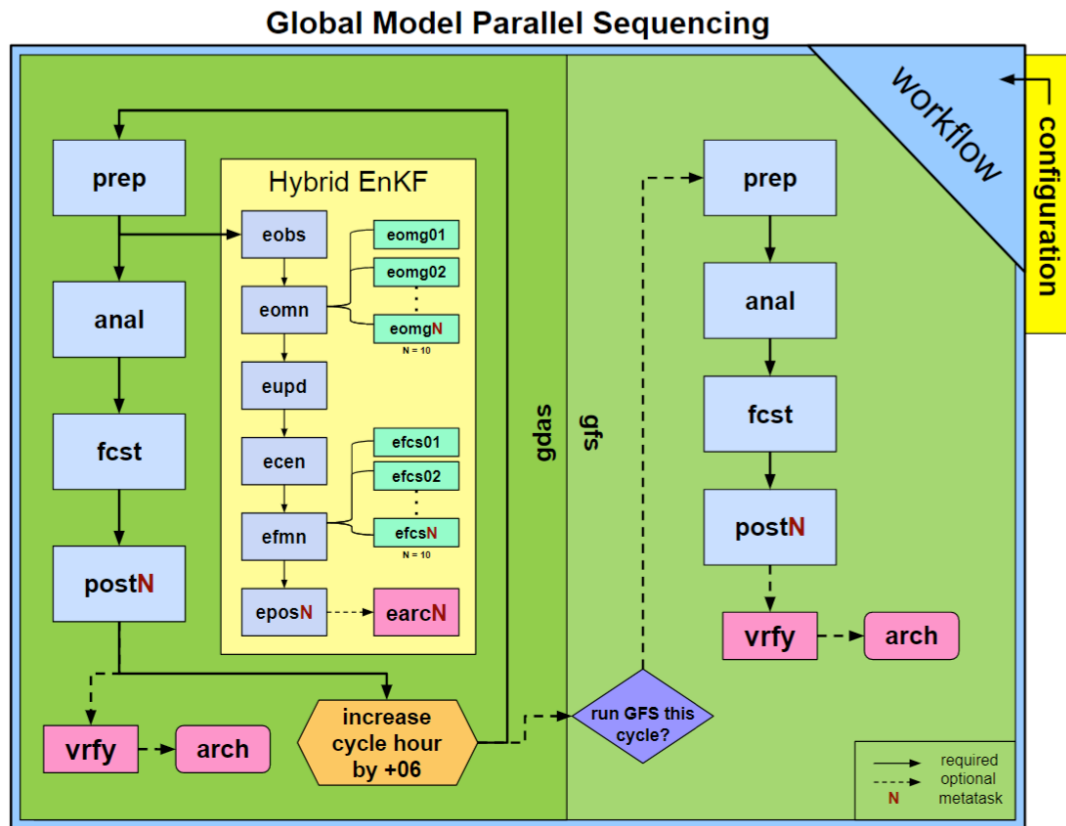 Global Model Parallel Sequencing
workflow
configuration
gdas
gfs
prep
anal
fcst
postN
vrfy
arch
Hybrid EnKF
eobs
eomn
eupd
ecen
efmn
eposN
eomg01
eomg02
eomgN
N = 10
efcs01
efcs02
efcsN
N = 10
earcN
increase
cycle hour
by +06
run GFS this
cycle?
prep
anal
fcst
postN
vrfy
arch
required
optional
N metatask